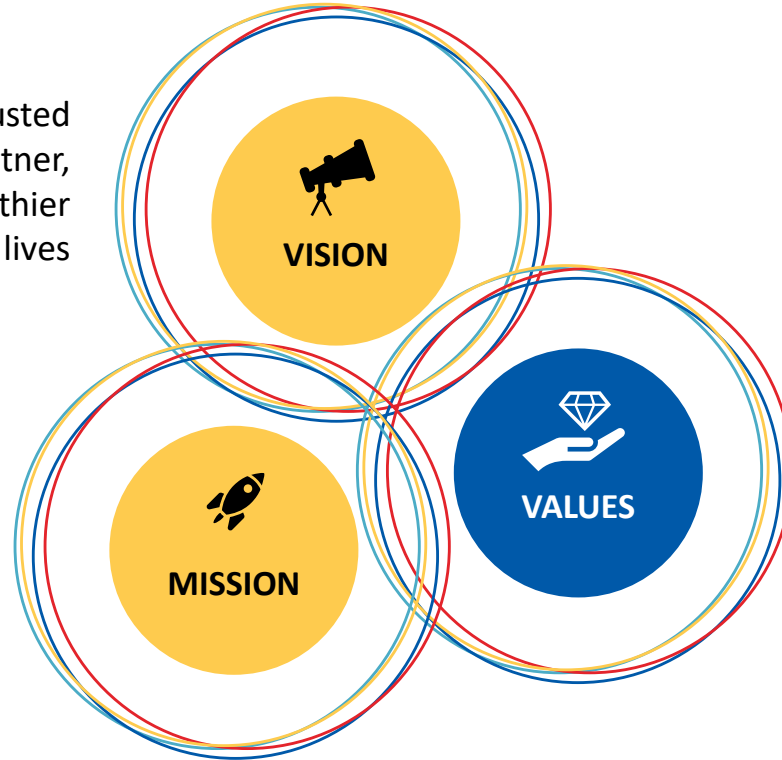 usted
tner,
thier
lives
VISION
VALUES
MISSION